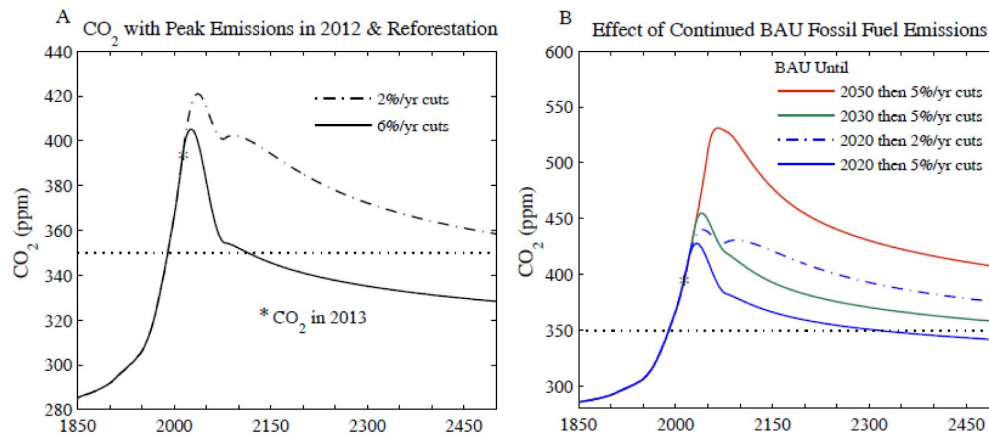 A
CO₂ with Peak Emissions in 2012 & Reforestation
2%/yr cuts
6%/yr cuts
* CO₂ in 2013
CO₂ (ppm)
420
400
380
360
340
320
300
280
1850 2000 2150 2300 2450
B
Effect of Continued BAU Fossil Fuel Emissions
BAU Until
2050 then 5%/yr cuts
2030 then 5%/yr cuts
2020 then 2%/yr cuts
2020 then 5%/yr cuts
CO₂ (ppm)
600
550
500
450
400
350
300
1850 2000 2150 2300 2450